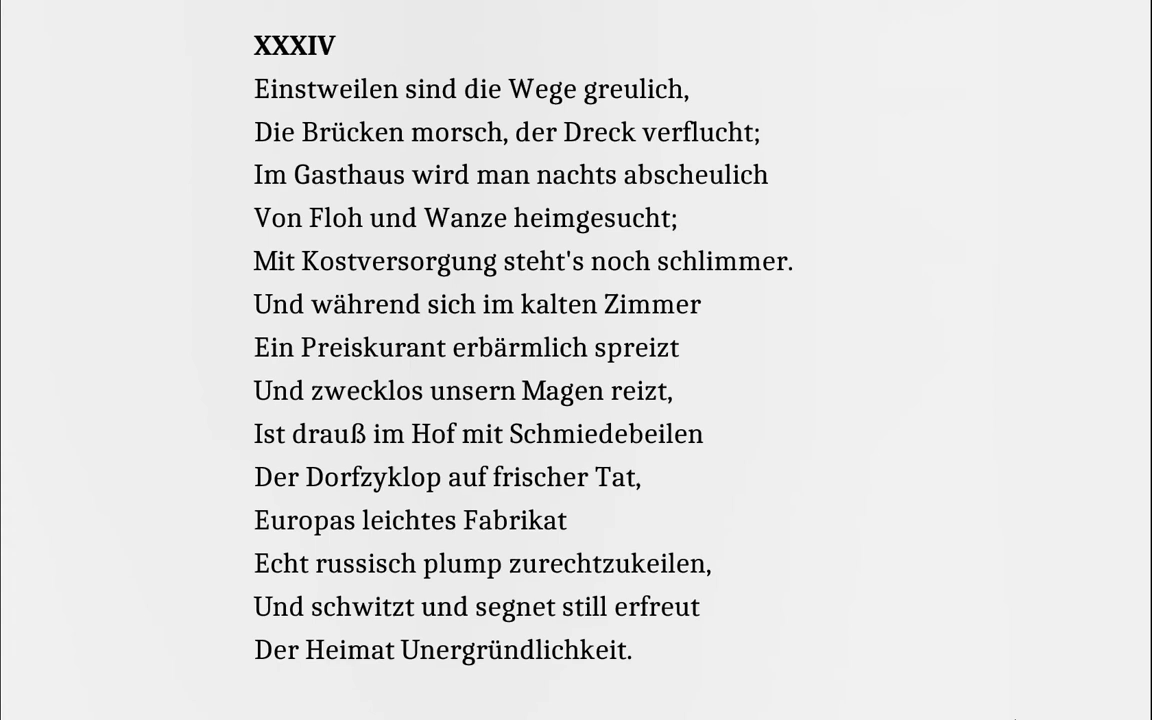 XXXIV
Einstweilen sind die Wege greulich,
Die Brücken morsch, der Dreck verflucht;
Im Gasthaus wird man nachts abscheulich
Von Floh und Wanze heimgesucht;
Mit Kostversorgung steht's noch schlimmer.
Und während sich im kalten Zimmer
Ein Preiskurant erbärmlich spreizt
Und zwecklos unsern Magen reizt,
Ist drauß im Hof mit Schmiedebeilen
Der Dorfzyklop auf frischer Tat,
Europas leichtes Fabrikat
Echt russisch plump zurechtzukeilen,
Und schwitzt und segnet still erfreut
Der Heimat Unergründlichkeit.